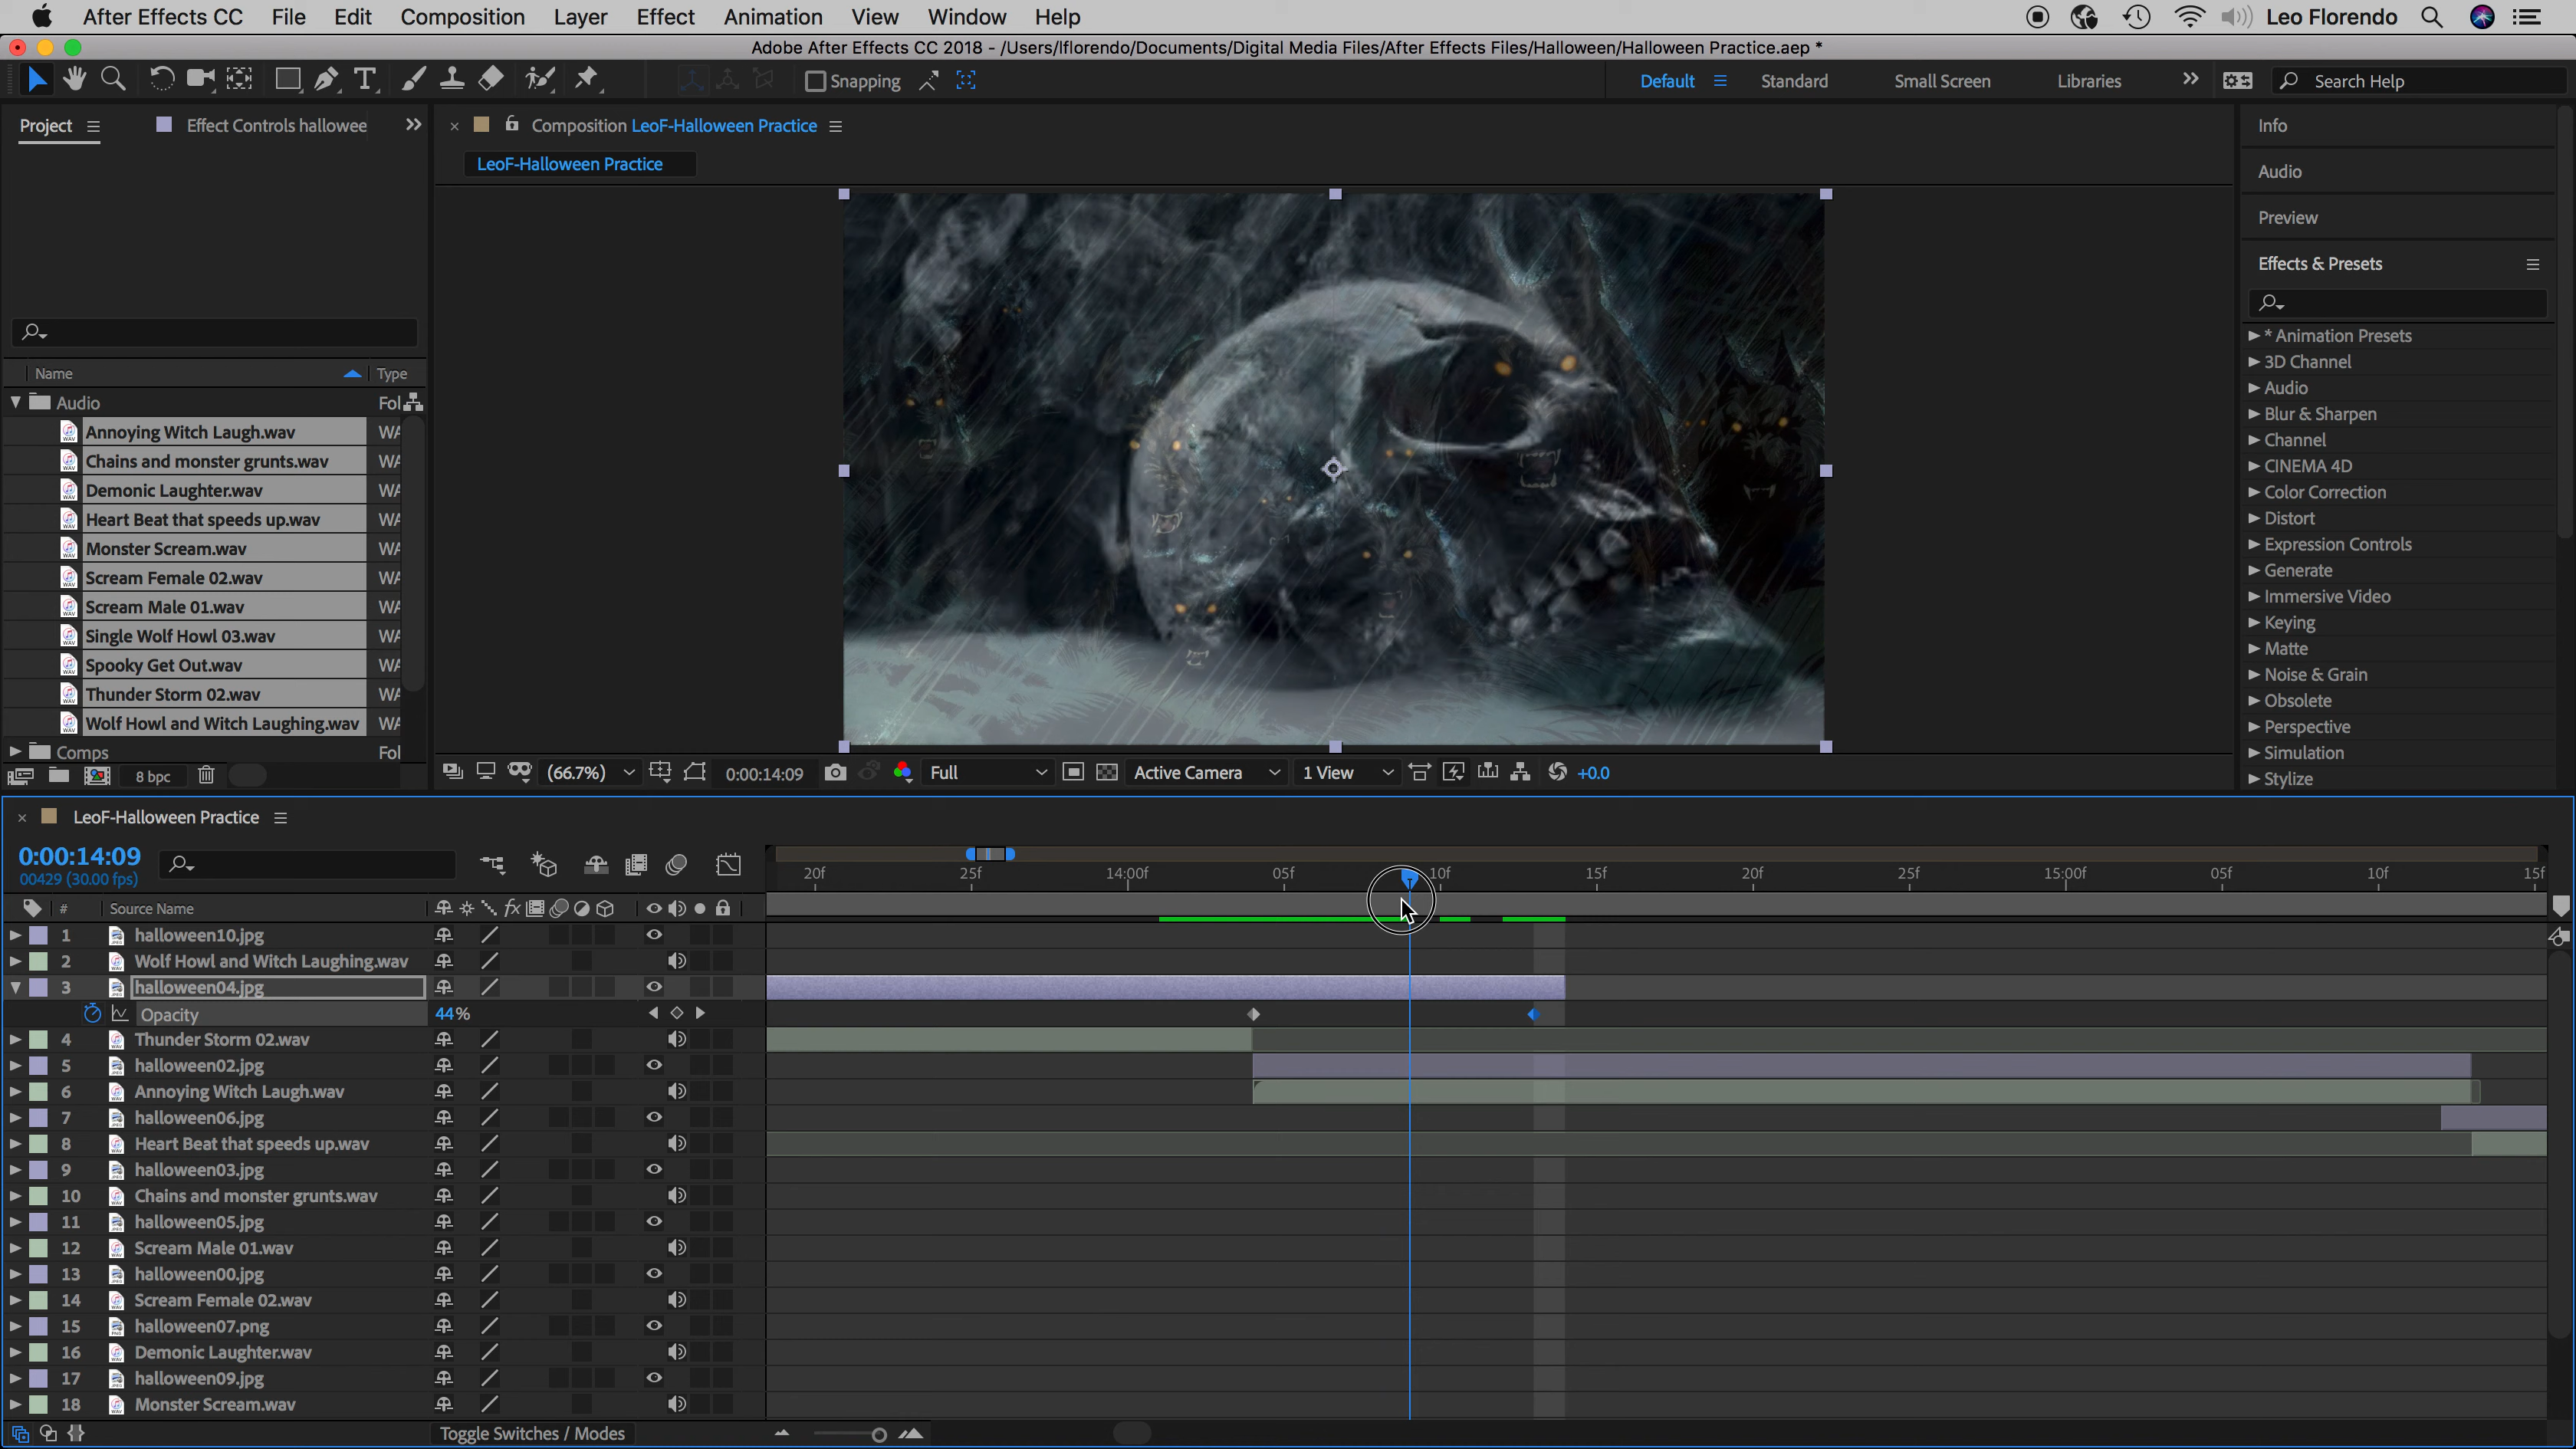 After Effects CC File Edit Composition Layer Effect Animation View Window Help Leo Florendo
Adobe After Effects CC 2018 - /Users/lflorendo/Documents/Digital Media Files/After Effects Files/Halloween/Halloween Practice.aep *
Snapping Default Standard Small Screen Libraries Search Help
Project Effect Controls hallowee Composition LeoF-Halloween Practice
LeoF-Halloween Practice
Info
Audio
Preview
Effects & Presets
* Animation Presets
3D Channel
Audio
Blur & Sharpen
Channel
CINEMA 4D
Color Correction
Distort
Expression Controls
Generate
Immersive Video
Keying
Matte
Noise & Grain
Obsolete
Perspective
Simulation
Stylize
Name Type
Audio Fol
Annoying Witch Laugh.wav WA
Chains and monster grunts.wav WA
Demonic Laughter.wav WA
Heart Beat that speeds up.wav WA
Monster Scream.wav WA
Scream Female 02.wav WA
Scream Male 01.wav WA
Single Wolf Howl 03.wav WA
Spooky Get Out.wav WA
Thunder Storm 02.wav WA
Wolf Howl and Witch Laughing.wav WA
Comps Fol
8 bpc (66.7%) 0:00:14:09 Full Active Camera 1 View +0.0
LeoF-Halloween Practice
0:00:14:09
00429 (30.00 fps)
20f 25f 14:00f 05f 10f 15f 20f 25f 15:00f 05f 10f 15f
# Source Name fx
1 halloween10.jpg
2 Wolf Howl and Witch Laughing.wav
3 halloween04.jpg
Opacity 44%
4 Thunder Storm 02.wav
5 halloween02.jpg
6 Annoying Witch Laugh.wav
7 halloween06.jpg
8 Heart Beat that speeds up.wav
9 halloween03.jpg
10 Chains and monster grunts.wav
11 halloween05.jpg
12 Scream Male 01.wav
13 halloween00.jpg
14 Scream Female 02.wav
15 halloween07.png
16 Demonic Laughter.wav
17 halloween09.jpg
18 Monster Scream.wav
Toggle Switches / Modes